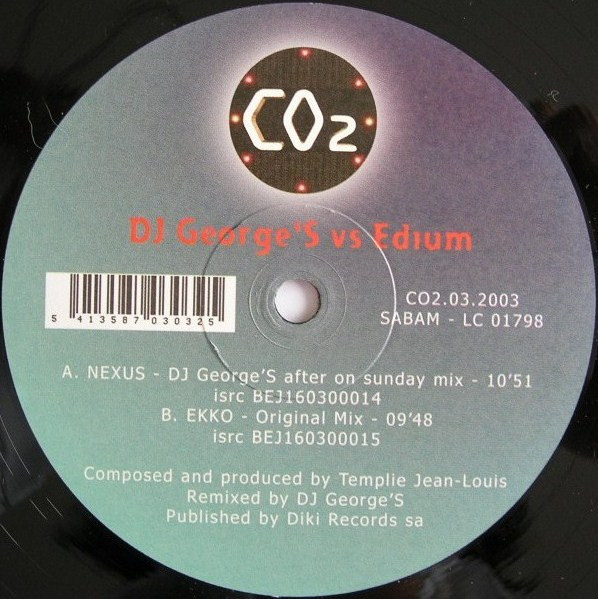 CO2
DJ George'S vs Edium
5 413587 030325
CO2.03.2003
SABAM - LC 01798
A. NEXUS - DJ George'S after on sunday mix - 10'51
isrc BEJ160300014
B. EKKO - Original Mix - 09'48
isrc BEJ160300015
Composed and produced by Templie Jean-Louis
Remixed by DJ George'S
Published by Diki Records sa